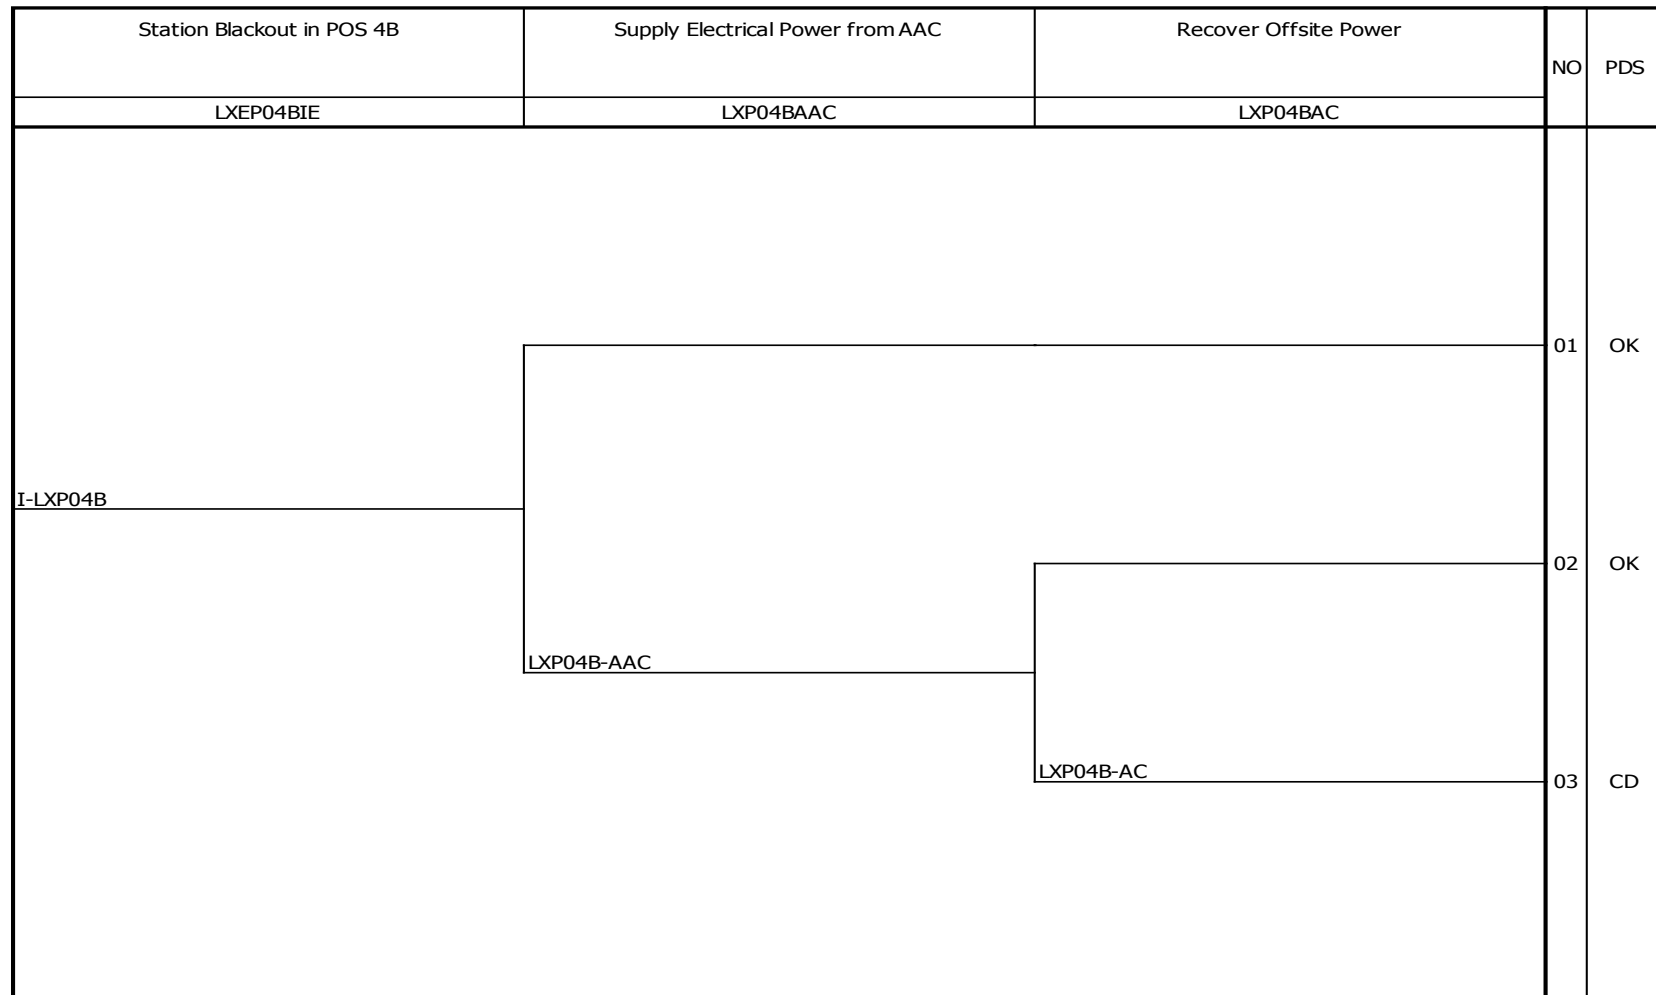 Station Blackout in POS 4B
Supply Electrical Power from AAC
Recover Offsite Power
NO
PDS
LXEP04BIE
LXP04BAAC
LXP04BAC
01
OK
I-LXP04B
02
OK
LXP04B-AAC
LXP04B-AC
03
CD